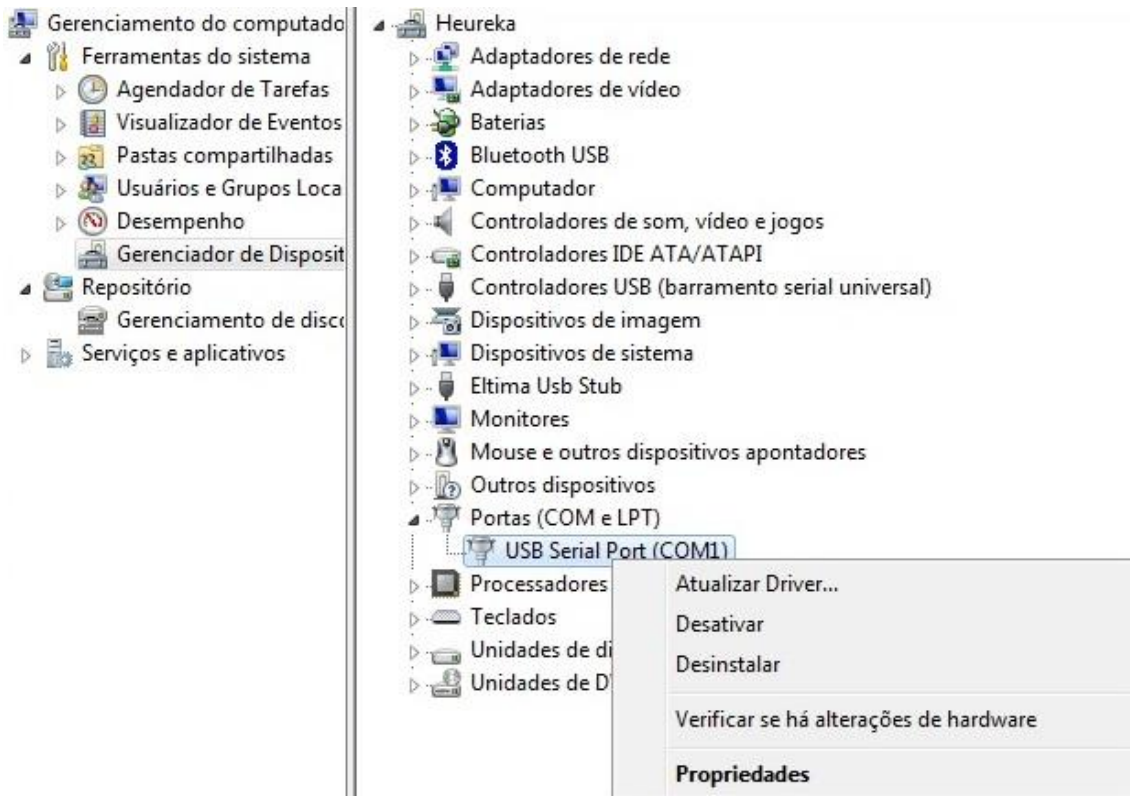 Gerenciamento do computado
Ferramentas do sistema
Agendador de Tarefas
Visualizador de Eventos
Pastas compartilhadas
Usuários e Grupos Loca
Desempenho
Gerenciador de Disposit
Repositório
Gerenciamento de disco
Serviços e aplicativos
Heureka
Adaptadores de rede
Adaptadores de vídeo
Baterias
Bluetooth USB
Computador
Controladores de som, vídeo e jogos
Controladores IDE ATA/ATAPI
Controladores USB (barramento serial universal)
Dispositivos de imagem
Dispositivos de sistema
Eltima Usb Stub
Monitores
Mouse e outros dispositivos apontadores
Outros dispositivos
Portas (COM e LPT)
USB Serial Port (COM1)
Processadores
Teclados
Unidades de di
Unidades de D
Atualizar Driver...
Desativar
Desinstalar
Verificar se há alterações de hardware
Propriedades